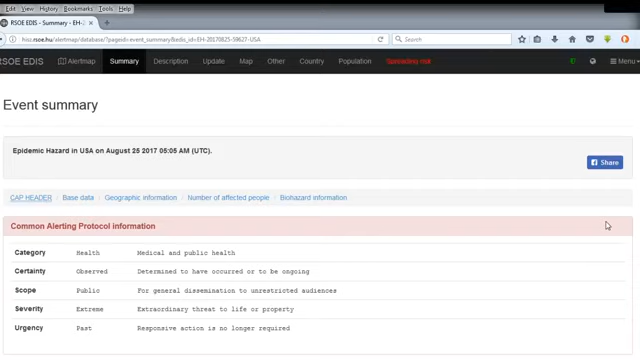 Edit View History Bookmarks Tools Help
RSOE EDIS - Summary - EH-2 × +
hisz.rsoe.hu/alertmap/database/?pageid=event_summary&edis_id=EH-20170825-59627-USA Search
RSOE EDIS Alertmap Summary Description Update Map Other Country Population Spreading risk Menu
Event summary
Epidemic Hazard in USA on August 25 2017 05:05 AM (UTC).
Share
CAP HEADER Base data Geographic information Number of affected people Biohazard information
Common Alerting Protocol information
Category Health Medical and public health
Certainty Observed Determined to have occurred or to be ongoing
Scope Public For general dissemination to unrestricted audiences
Severity Extreme Extraordinary threat to life or property
Urgency Past Responsive action is no longer required